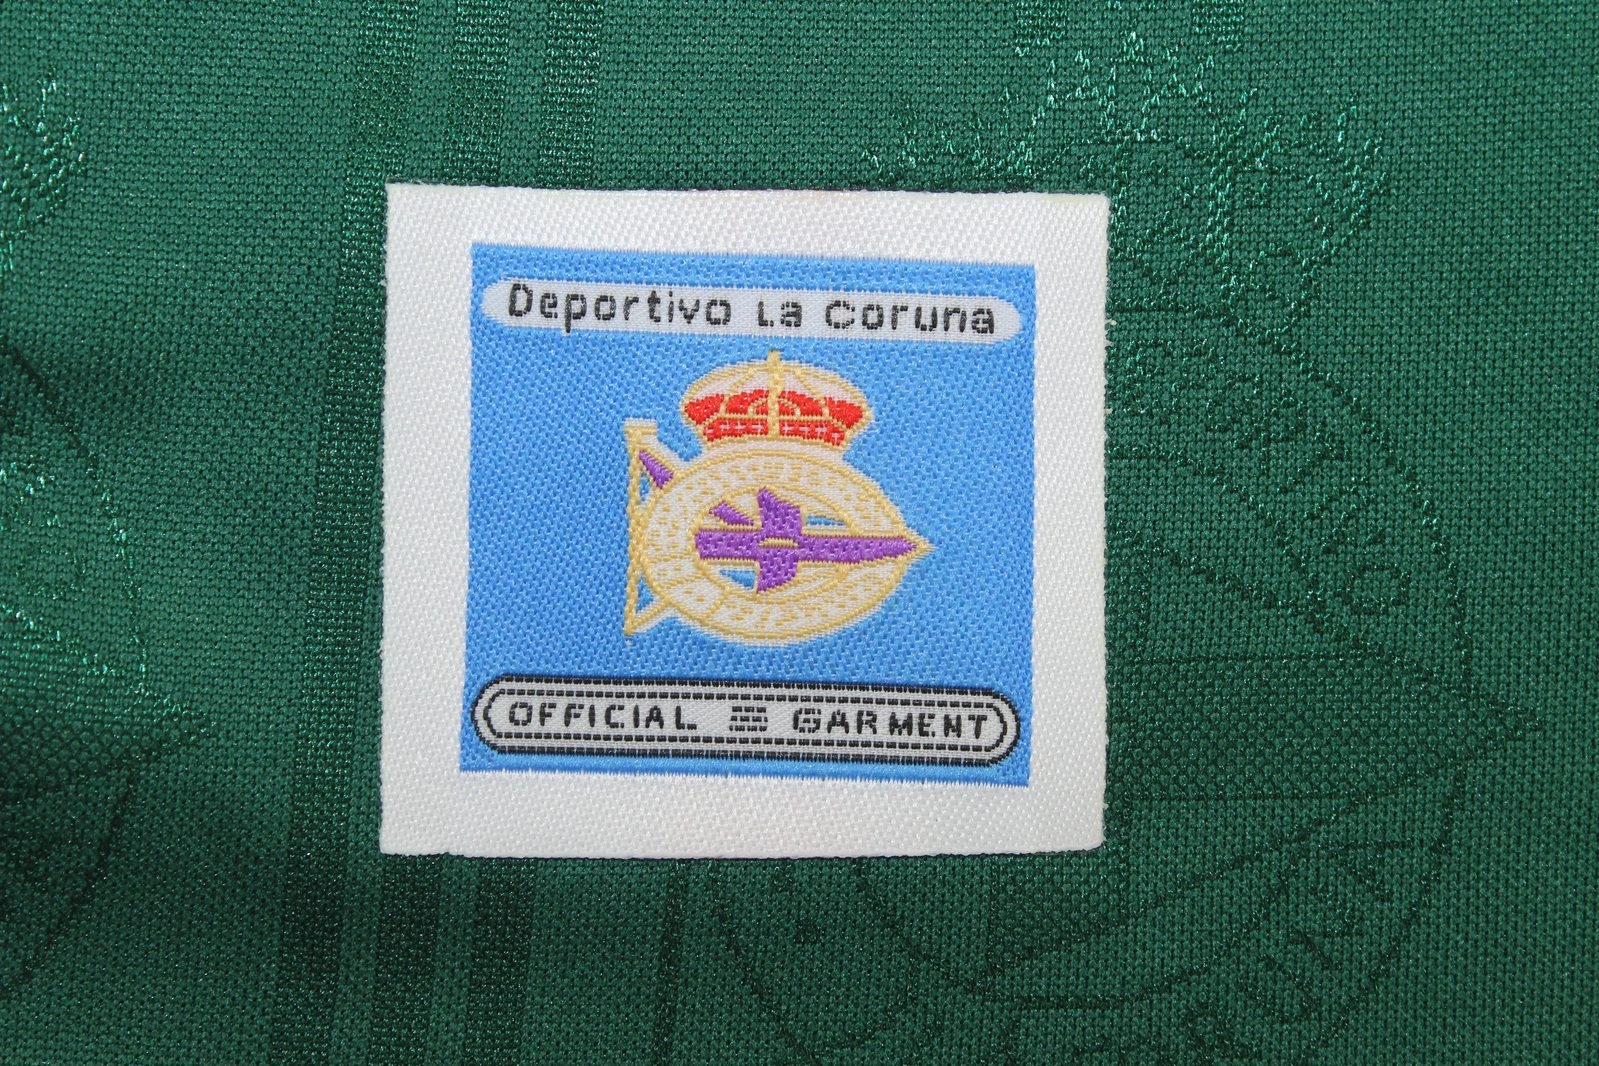 Deportivo La Coruna
OFFICIAL GARMENT